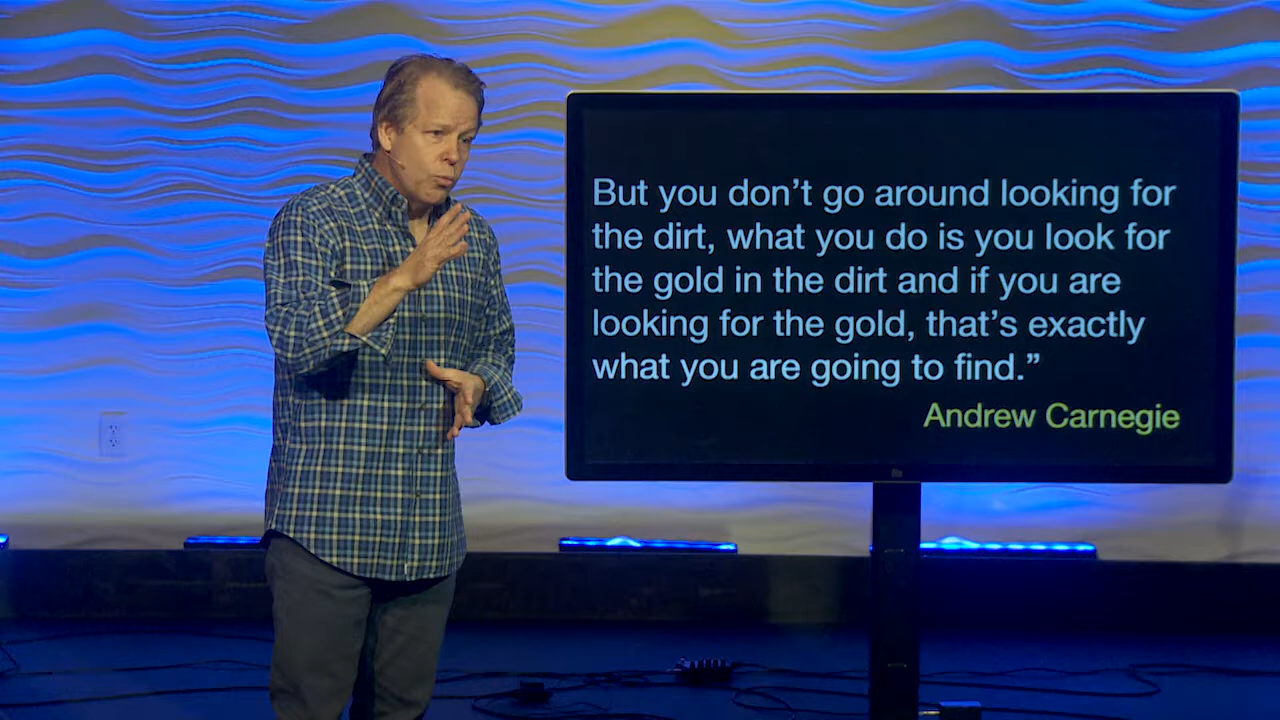 But you don’t go around looking for
the dirt, what you do is you look for
the gold in the dirt and if you are
looking for the gold, that’s exactly
what you are going to find.”
Andrew Carnegie